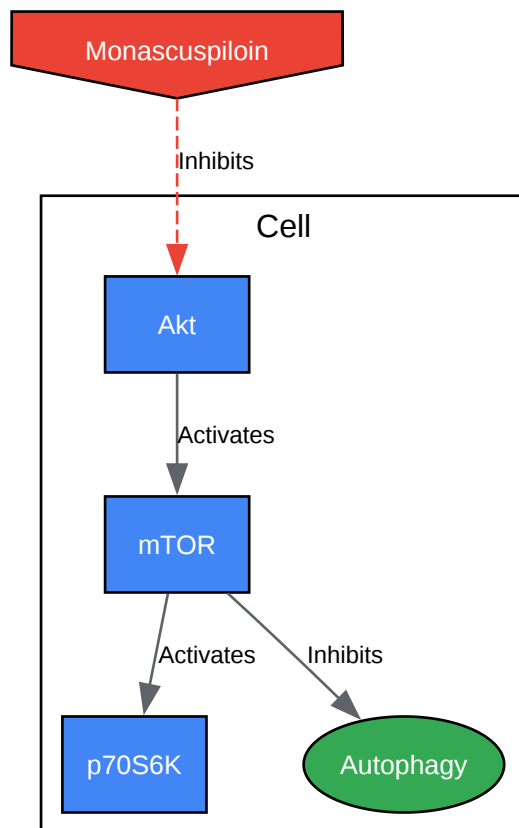 Monascuspiloin
Inhibits
Cell
Akt
Activates
mTOR
Activates
Inhibits
p70S6K
Autophagy